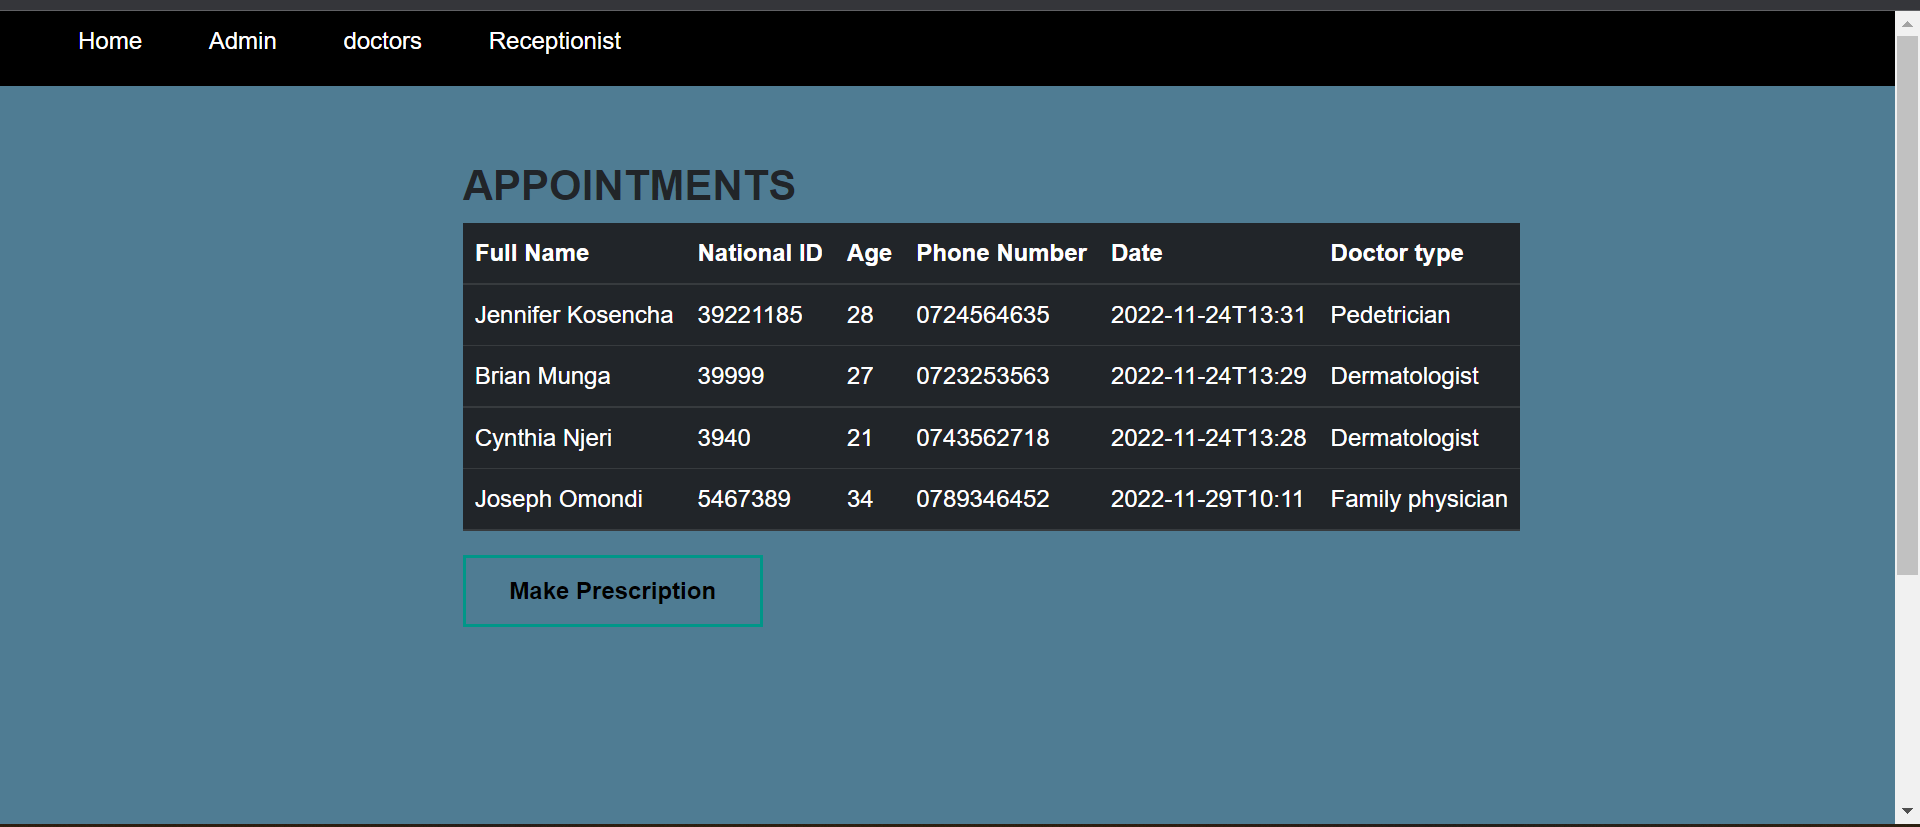 Home Admin doctors Receptionist
APPOINTMENTS
Full Name National ID Age Phone Number Date Doctor type
Jennifer Kosencha 39221185 28 0724564635 2022-11-24T13:31 Pedetrician
Brian Munga 39999 27 0723253563 2022-11-24T13:29 Dermatologist
Cynthia Njeri 3940 21 0743562718 2022-11-24T13:28 Dermatologist
Joseph Omondi 5467389 34 0789346452 2022-11-29T10:11 Family physician
Make Prescription